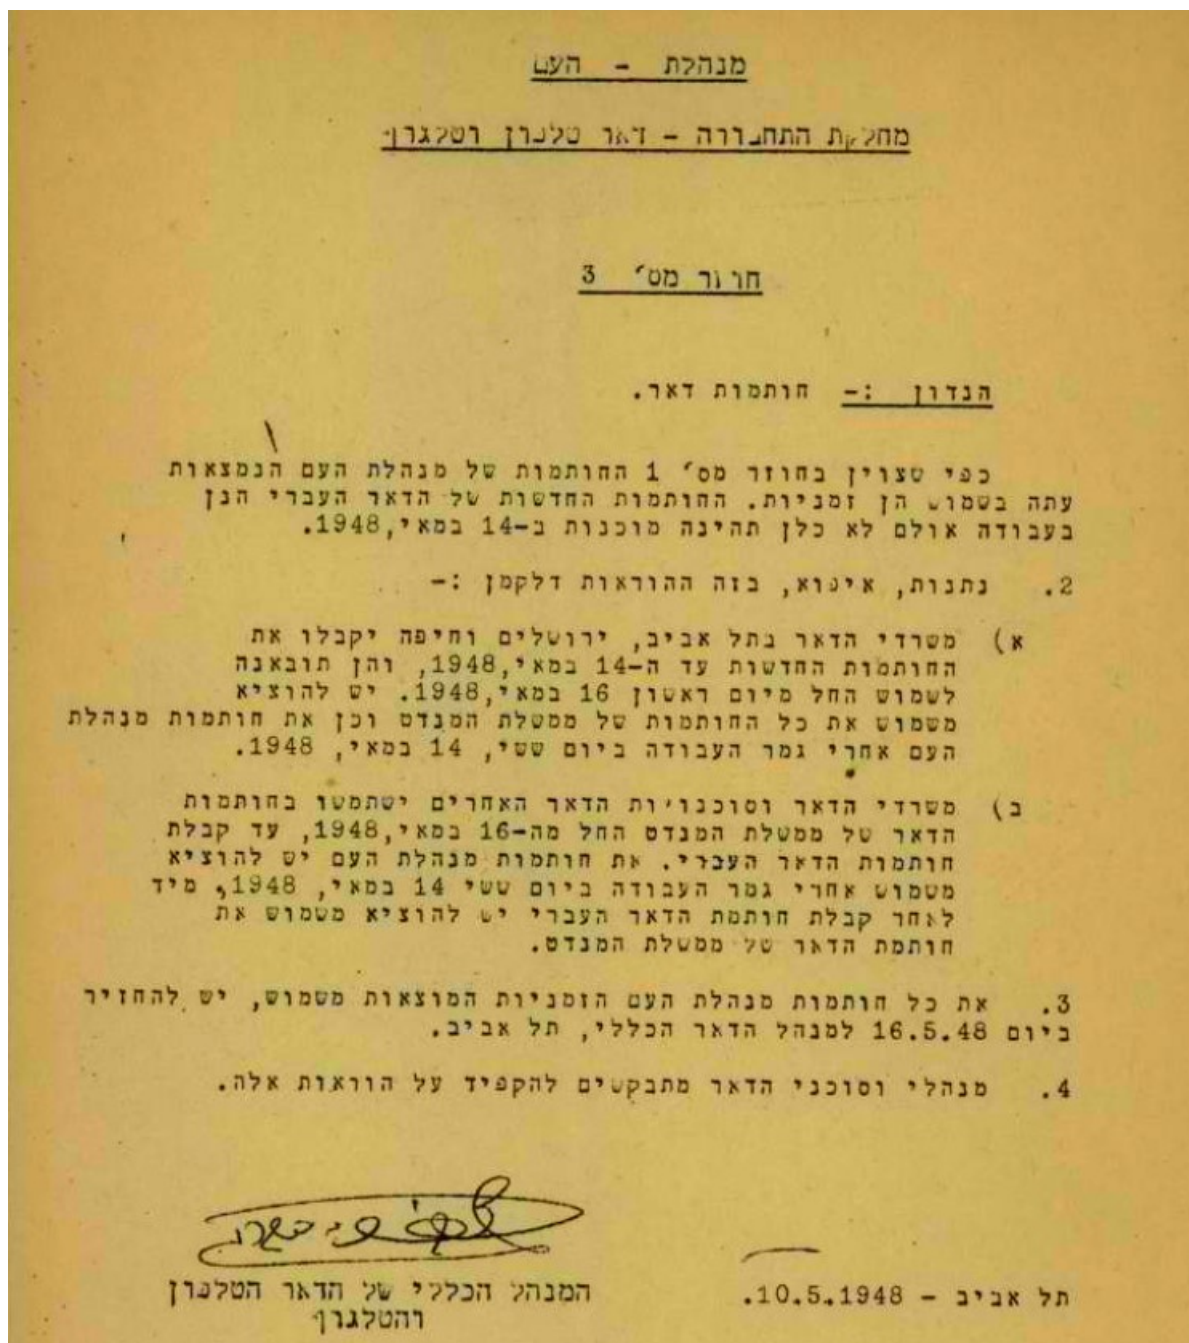 מנהלת - העם
מחלקת התחבורה - דאר טלפון וטלגרף
חוזר מס׳ 3
הנדון :- חותמות דאר.
כפי שצוין בחוזר מס׳ 1 החותמות של מנהלת העם הנמצאות
עתה בשמוש הן זמניות. החותמות החדשות של הדאר העברי הנן
בעבודה אולם לא כלן תהינה מוכנות ב-14 במאי,1948.
2. נתנות, איפוא, בזה ההוראות דלקמן :-
א) משרדי הדאר בתל אביב, ירושלים וחיפה יקבלו את
החותמות החדשות עד ה-14 במאי,1948, והן תובאנה
לשמוש החל מיום ראשון 16 במאי,1948. יש להוציא
משמוש את כל החותמות של ממשלת המנדט וכן את חותמות מנהלת
העם אחרי גמר העבודה ביום ששי, 14 במאי, 1948.
ב) משרדי הדאר וסוכנויות הדאר האחרים ישתמשו בחותמות
הדאר של ממשלת המנדט החל מה-16 במאי,1948, עד קבלת
חותמות הדאר העברי. את חותמות מנהלת העם יש להוציא
משמוש אחרי גמר העבודה ביום ששי 14 במאי, 1948, מיד
לאחר קבלת חותמת הדאר העברי יש להוציא משמוש את
חותמת הדאר של ממשלת המנדט.
3. את כל חותמות מנהלת העם הזמניות המוצאות משמוש, יש להחזיר
ביום 16.5.48 למנהל הדאר הכללי, תל אביב.
4. מנהלי וסוכני הדאר מתבקשים להקפיד על הוראות אלה.
המנהל הכללי של הדאר הטלפון
והטלגרף
תל אביב - 10.5.1948.